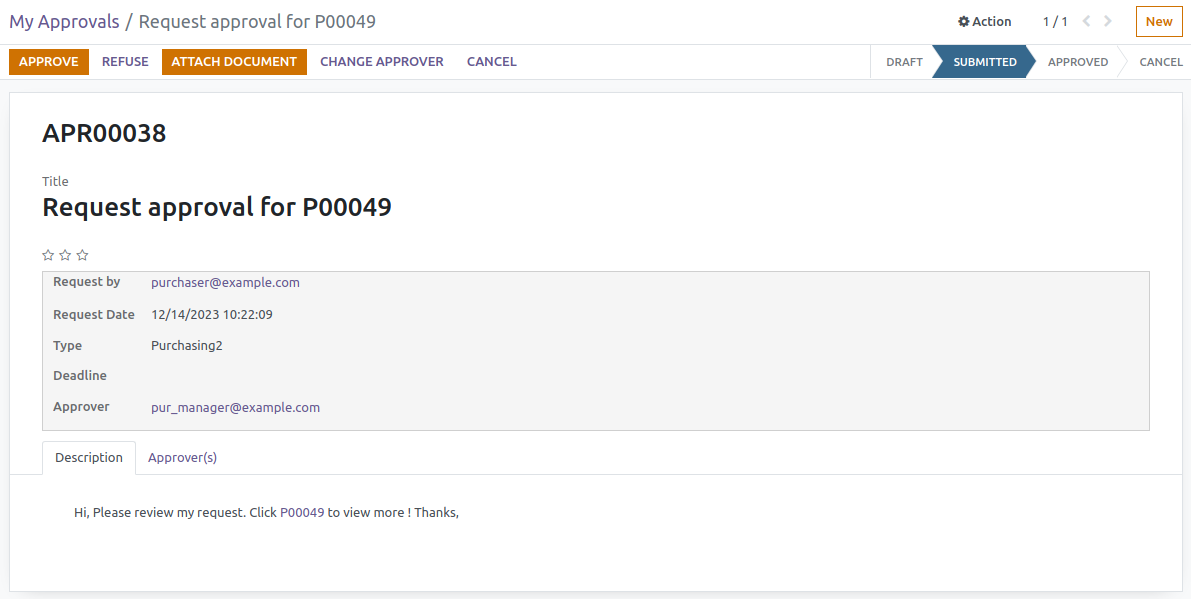 My Approvals / Request approval for P00049
Action
1 / 1
New
APPROVE
REFUSE
ATTACH DOCUMENT
CHANGE APPROVER
CANCEL
DRAFT
SUBMITTED
APPROVED
CANCEL
APR00038
Title
Request approval for P00049
Request by purchaser@example.com
Request Date 12/14/2023 10:22:09
Type Purchasing2
Deadline
Approver pur_manager@example.com
Description
Approver(s)
Hi, Please review my request. Click P00049 to view more ! Thanks,